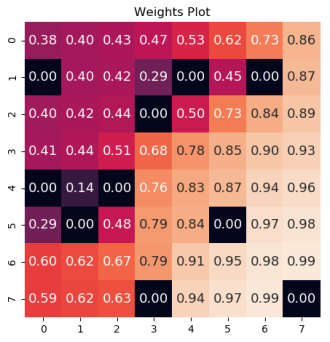 Weights Plot
0 0.38 0.40 0.43 0.47 0.53 0.62 0.73 0.86
1 0.00 0.40 0.42 0.29 0.00 0.45 0.00 0.87
2 0.40 0.42 0.44 0.00 0.50 0.73 0.84 0.89
3 0.41 0.44 0.51 0.68 0.78 0.85 0.90 0.93
4 0.00 0.14 0.00 0.76 0.83 0.87 0.94 0.96
5 0.29 0.00 0.48 0.79 0.84 0.00 0.97 0.98
6 0.60 0.62 0.67 0.79 0.91 0.95 0.98 0.99
7 0.59 0.62 0.63 0.00 0.94 0.97 0.99 0.00
0 1 2 3 4 5 6 7